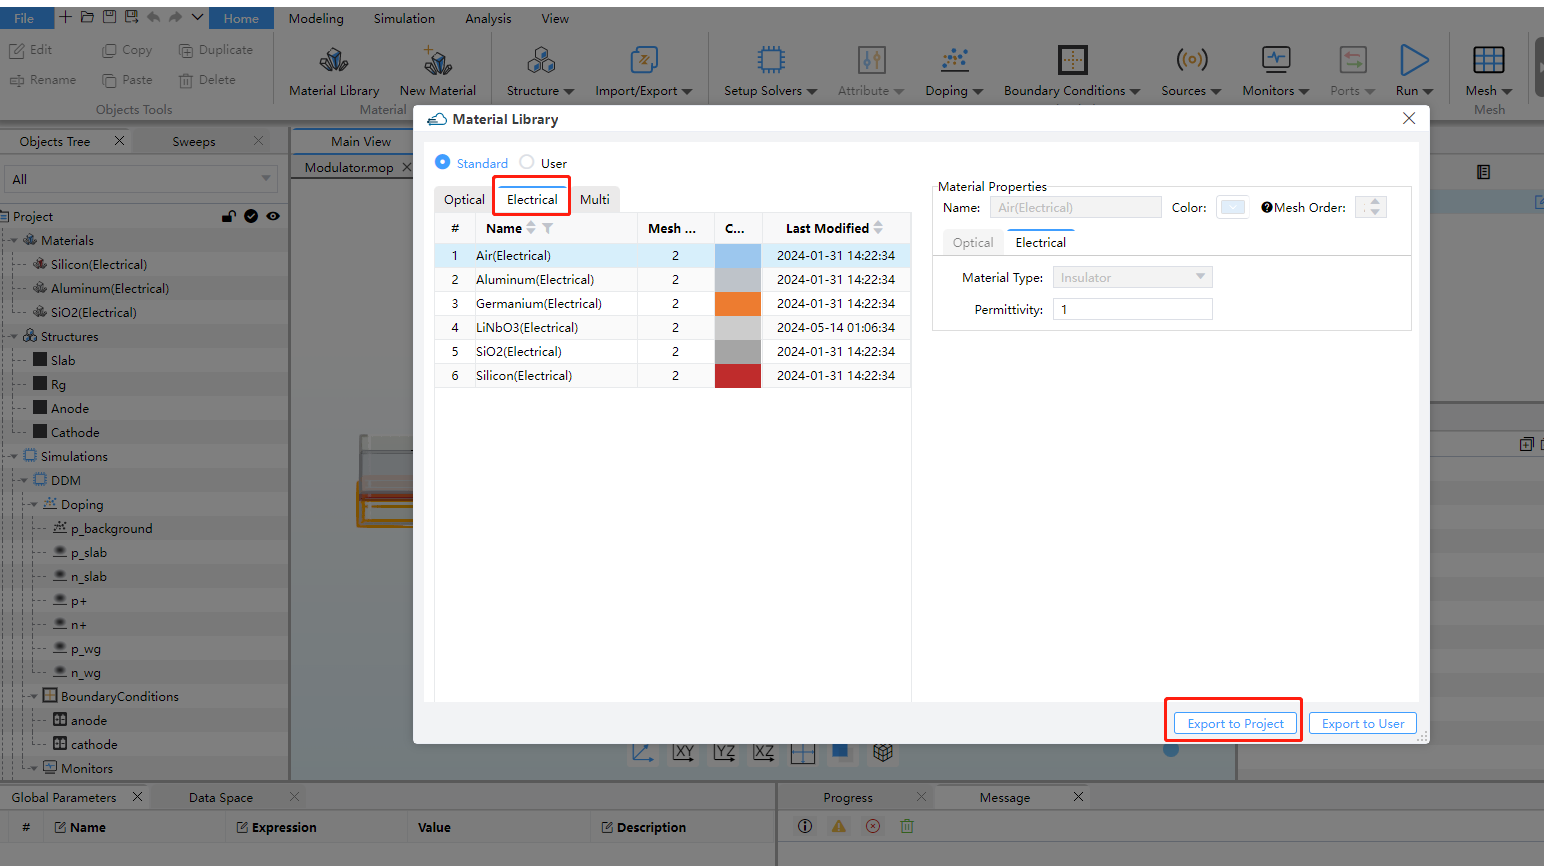 File Home Modeling Simulation Analysis View
Edit Copy Duplicate
Rename Paste Delete
Material Library New Material Structure Import/Export Setup Solvers Attribute Doping Boundary Conditions Sources Monitors Ports Run Mesh
Objects Tools Material Mesh
Objects Tree Sweeps
All
Project
Materials
Silicon(Electrical)
Aluminum(Electrical)
SiO2(Electrical)
Structures
Slab
Rg
Anode
Cathode
Simulations
DDM
Doping
p_background
p_slab
n_slab
p+
n+
p_wg
n_wg
BoundaryConditions
anode
cathode
Monitors
Main View
Modulator.mop
Material Library
Standard User
Optical Electrical Multi
# Name Mesh ... C... Last Modified
1 Air(Electrical) 2 2024-01-31 14:22:34
2 Aluminum(Electrical) 2 2024-01-31 14:22:34
3 Germanium(Electrical) 2 2024-01-31 14:22:34
4 LiNbO3(Electrical) 2 2024-05-14 01:06:34
5 SiO2(Electrical) 2 2024-01-31 14:22:34
6 Silicon(Electrical) 2 2024-01-31 14:22:34
Material Properties
Name: Air(Electrical) Color: Mesh Order:
Optical Electrical
Material Type: Insulator
Permittivity: 1
Export to Project Export to User
XY YZ XZ
Global Parameters Data Space
# Name Expression Value Description
Progress Message